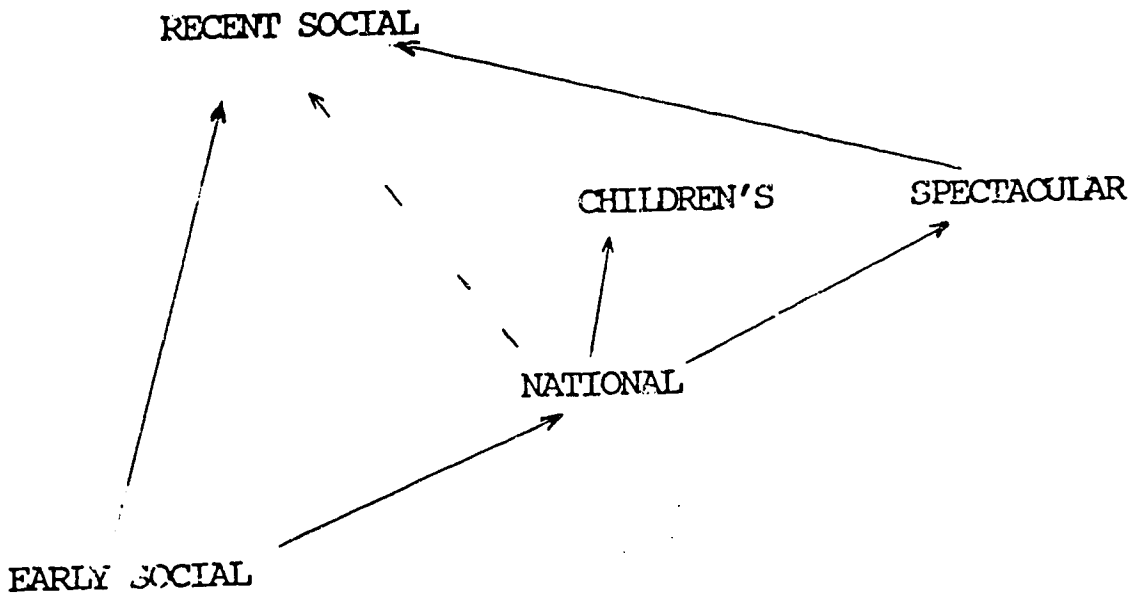 RECENT SOCIAL
CHILDREN'S
SPECTACULAR
NATIONAL
EARLY SOCIAL